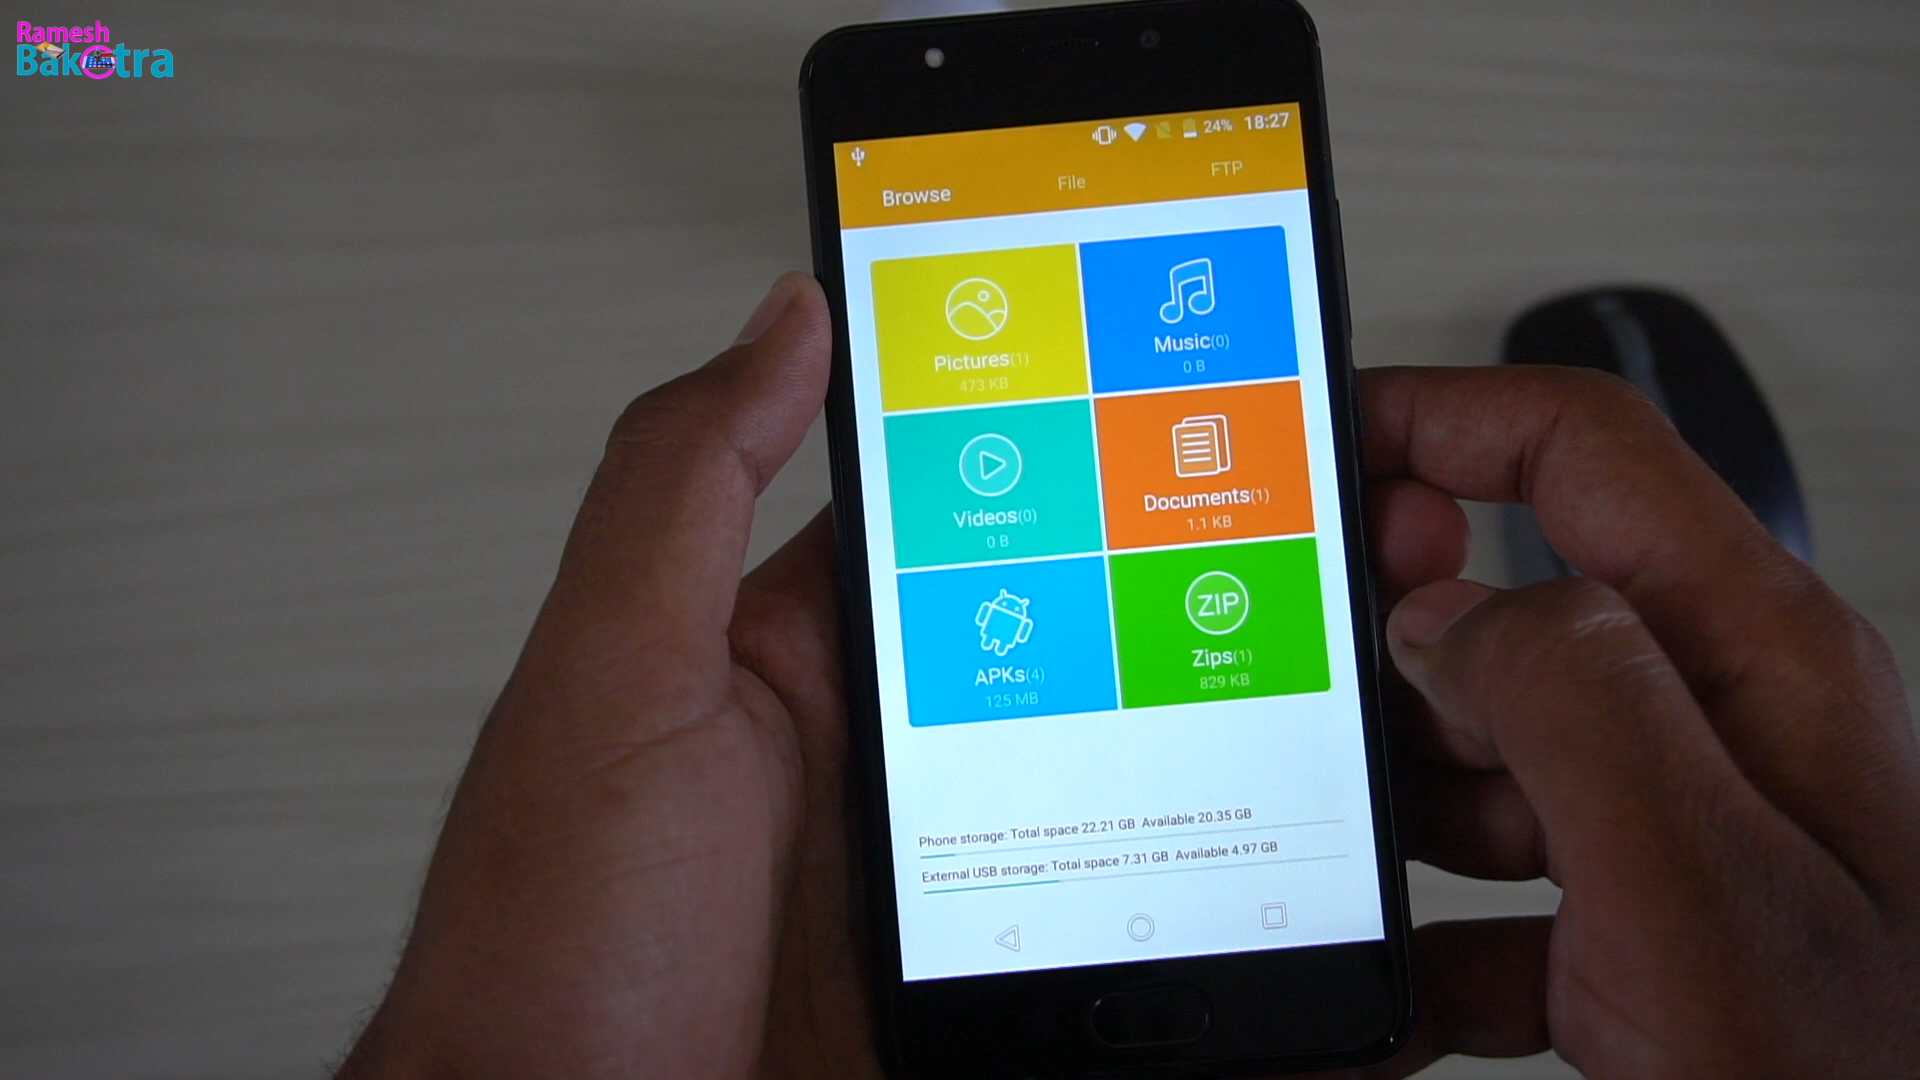 Ramesh
Bakotra
24% 18:27
Browse File FTP
Pictures(1)
473 KB
Music(0)
0 B
Videos(0)
0 B
Documents(1)
1.1 KB
APKs(4)
125 MB
ZIP
Zips(1)
829 KB
Phone storage: Total space 22.21 GB Available 20.35 GB
External USB storage: Total space 7.31 GB Available 4.97 GB